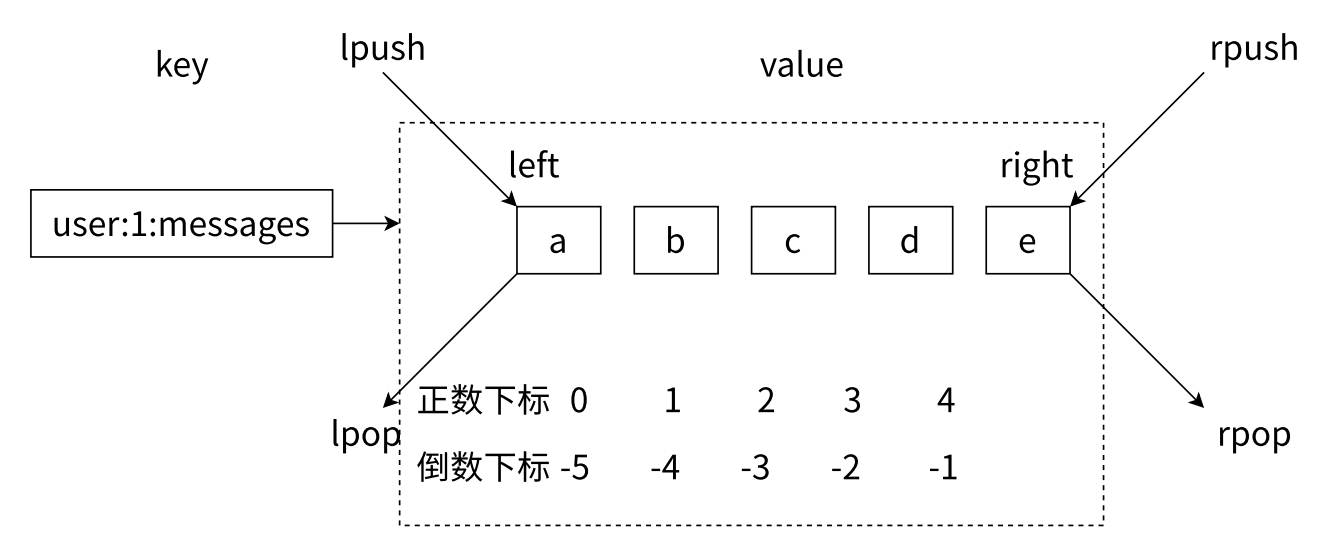 key
lpush
value
rpush
left
right
user:1:messages
a b c d e
正数下标 0 1 2 3 4
lpop
rpop
倒数下标 -5 -4 -3 -2 -1